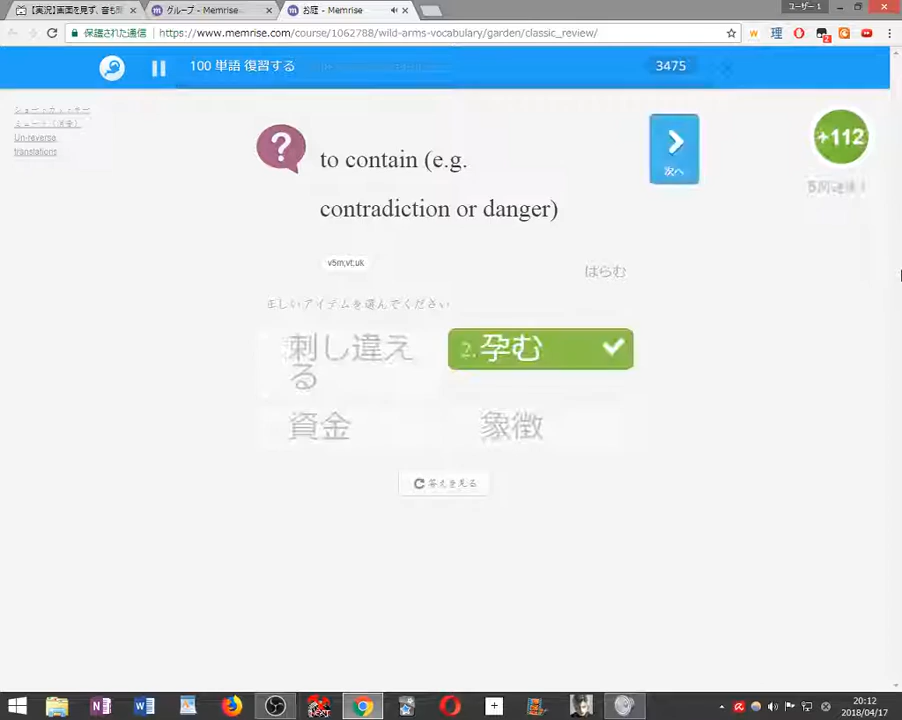 【実況】画面を見ず、音も
グループ - Memrise
お庭 - Memrise
ユーザー 1
保護された通信
https://www.memrise.com/course/1062788/wild-arms-vocabulary/garden/classic_review/
100 単語 復習する
3475
Un-reverse
translations
to contain (e.g.
contradiction or danger)
次へ
+112
v5m;vt;uk
はらむ
正しいアイテムを選んでください
刺し違え
る
2. 孕む
資金
象徴
答えを見る
20:12
2018/04/17